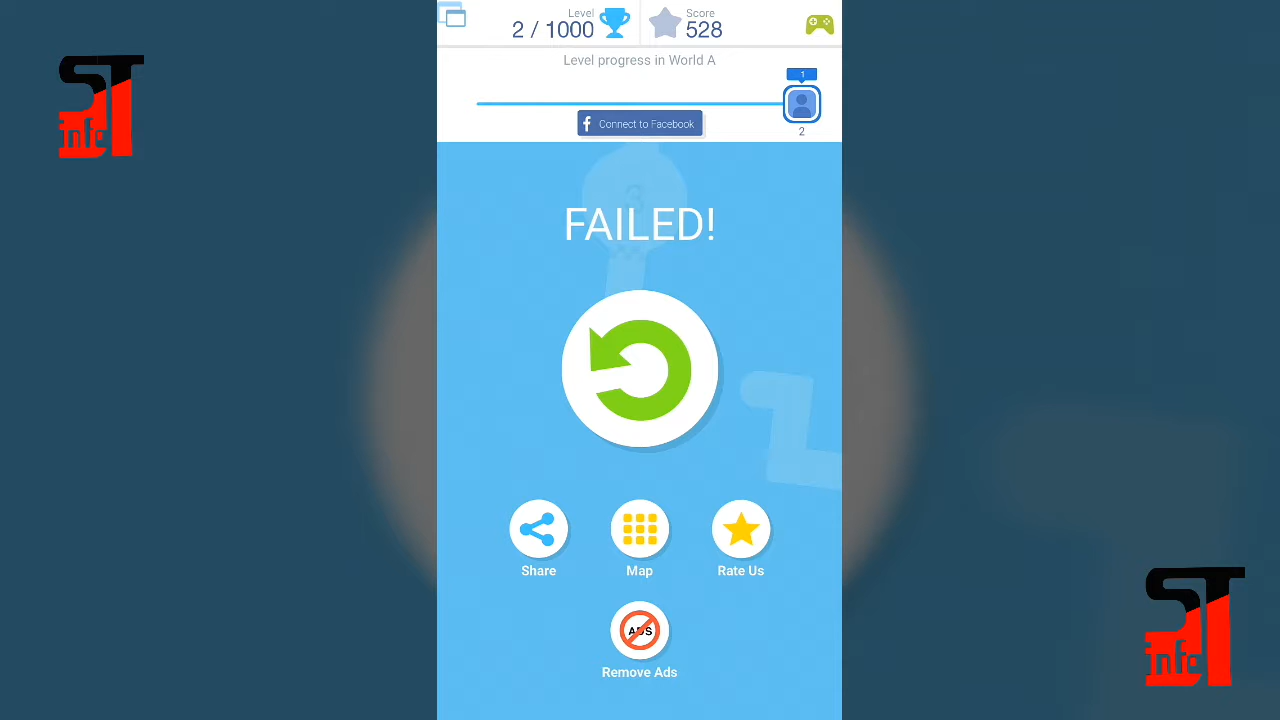 ST
info
Level
2 / 1000
Score
528
Level progress in World A
1
Connect to Facebook
2
3
FAILED!
Share
Map
Rate Us
ADS
Remove Ads
ST
info